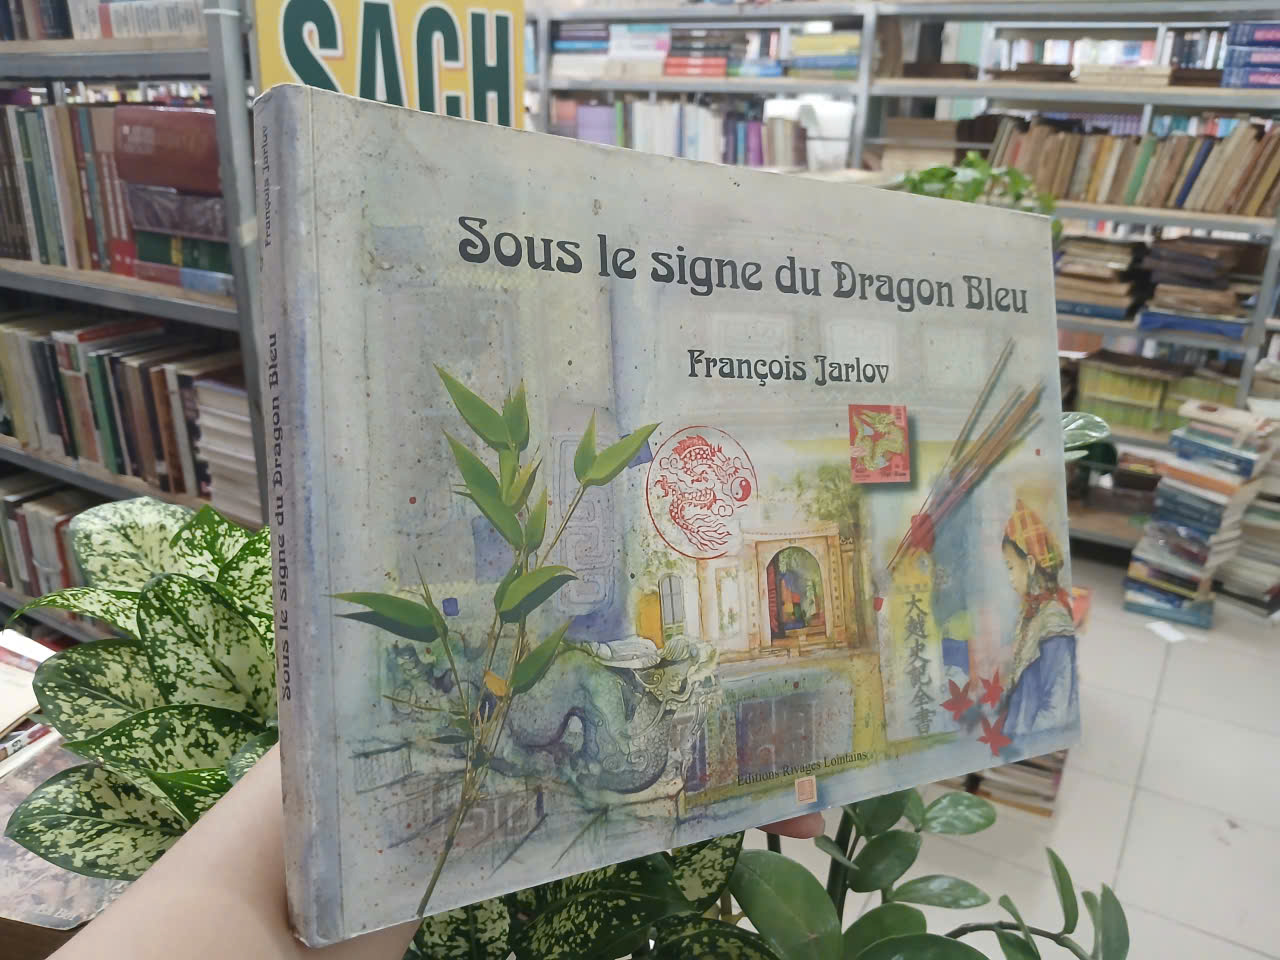 SÁCH
Sous le signe du Dragon Bleu
François Jarlov
大越史記全書
Editions Rivages Lointains
François Jarlov
Sous le signe du Dragon Bleu